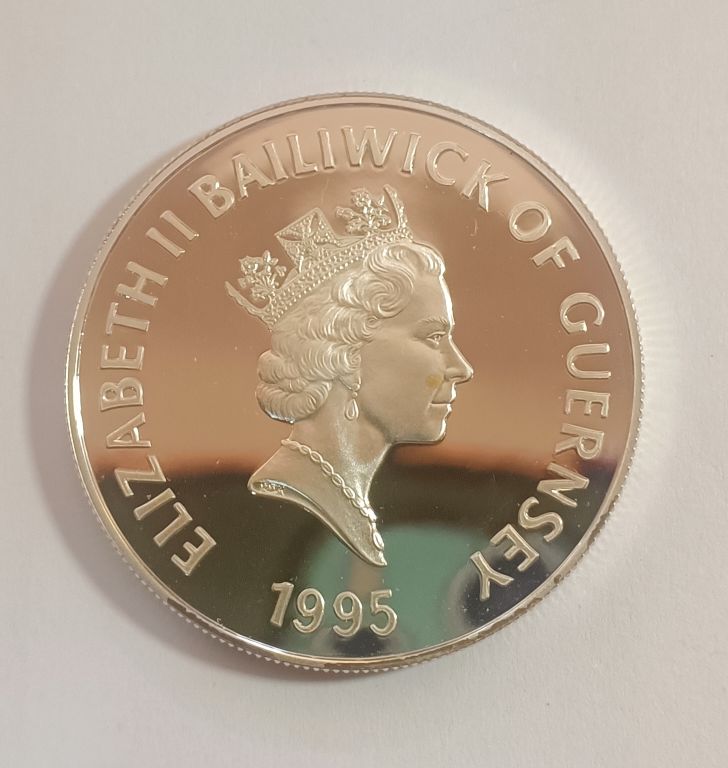 ELIZABETH II BAILIWICK OF GUERNSEY
1995